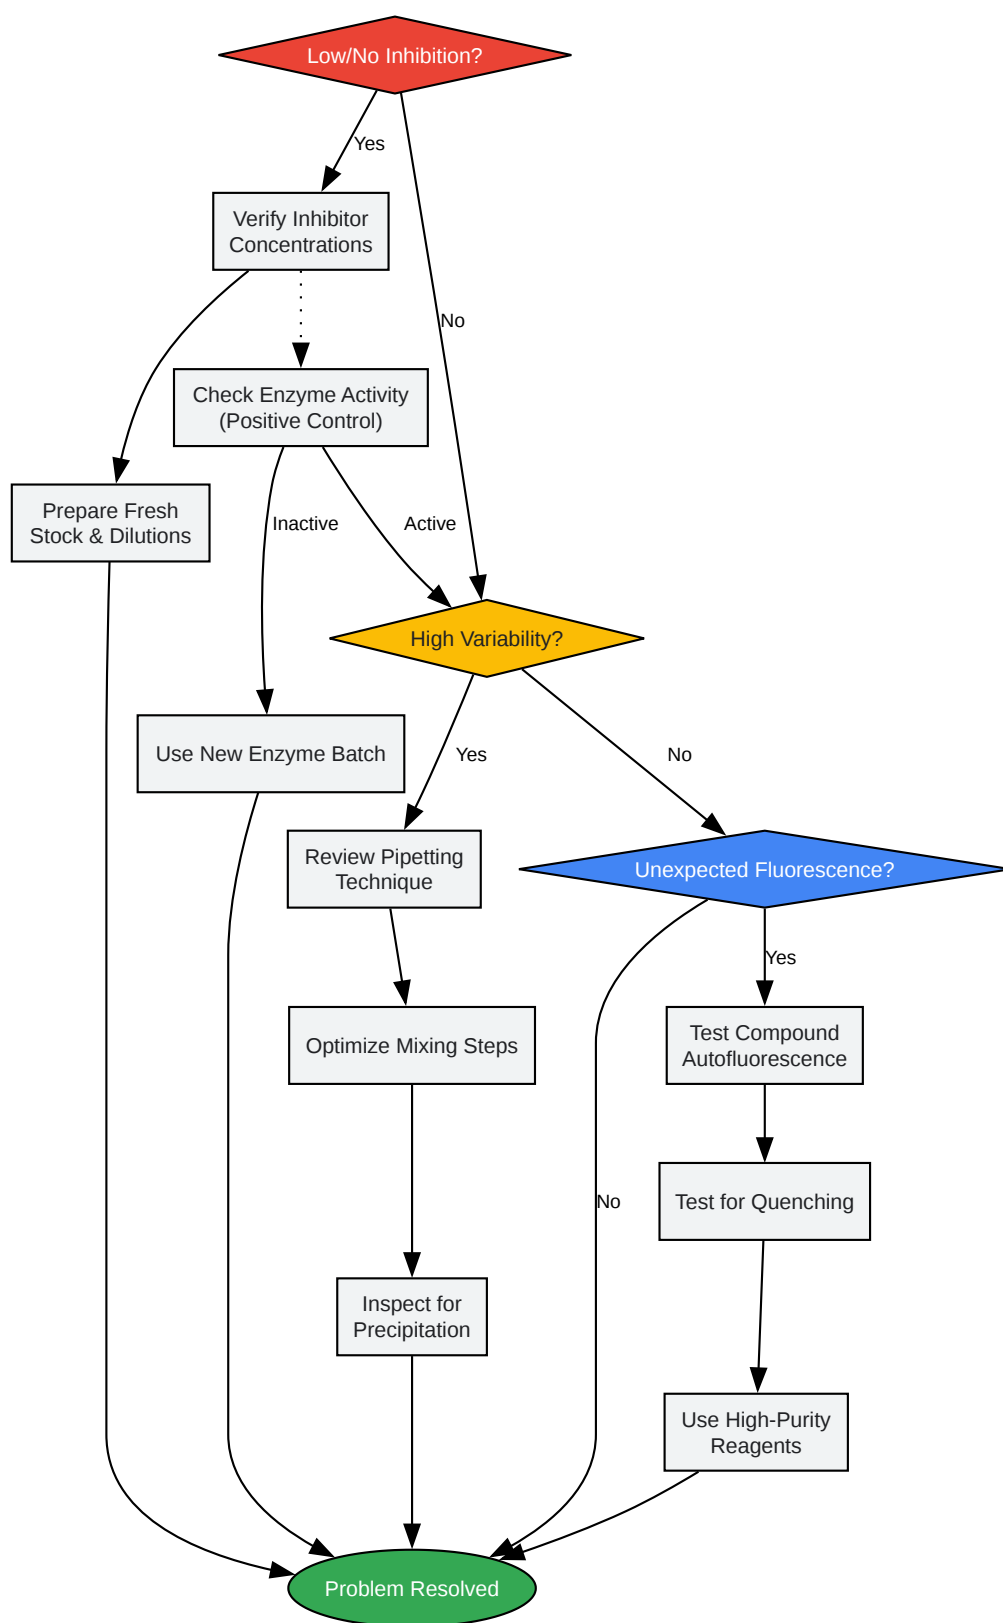 Low/No Inhibition?
Yes
Verify Inhibitor
Concentrations
No
Check Enzyme Activity
(Positive Control)
Prepare Fresh
Stock & Dilutions
Inactive
Active
High Variability?
Use New Enzyme Batch
Yes
No
Review Pipetting
Technique
Unexpected Fluorescence?
Yes
Optimize Mixing Steps
Test Compound
Autofluorescence
No
Test for Quenching
Inspect for
Precipitation
Use High-Purity
Reagents
Problem Resolved